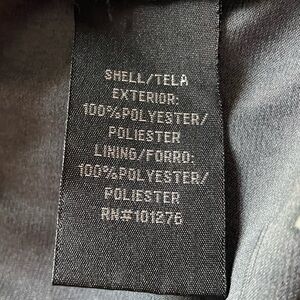 SHELL/TELA
EXTERIOR:
100%POLYESTER/
POLIESTER
LINING/FORRO:
100%POLYESTER/
POLIESTER
RN#101276